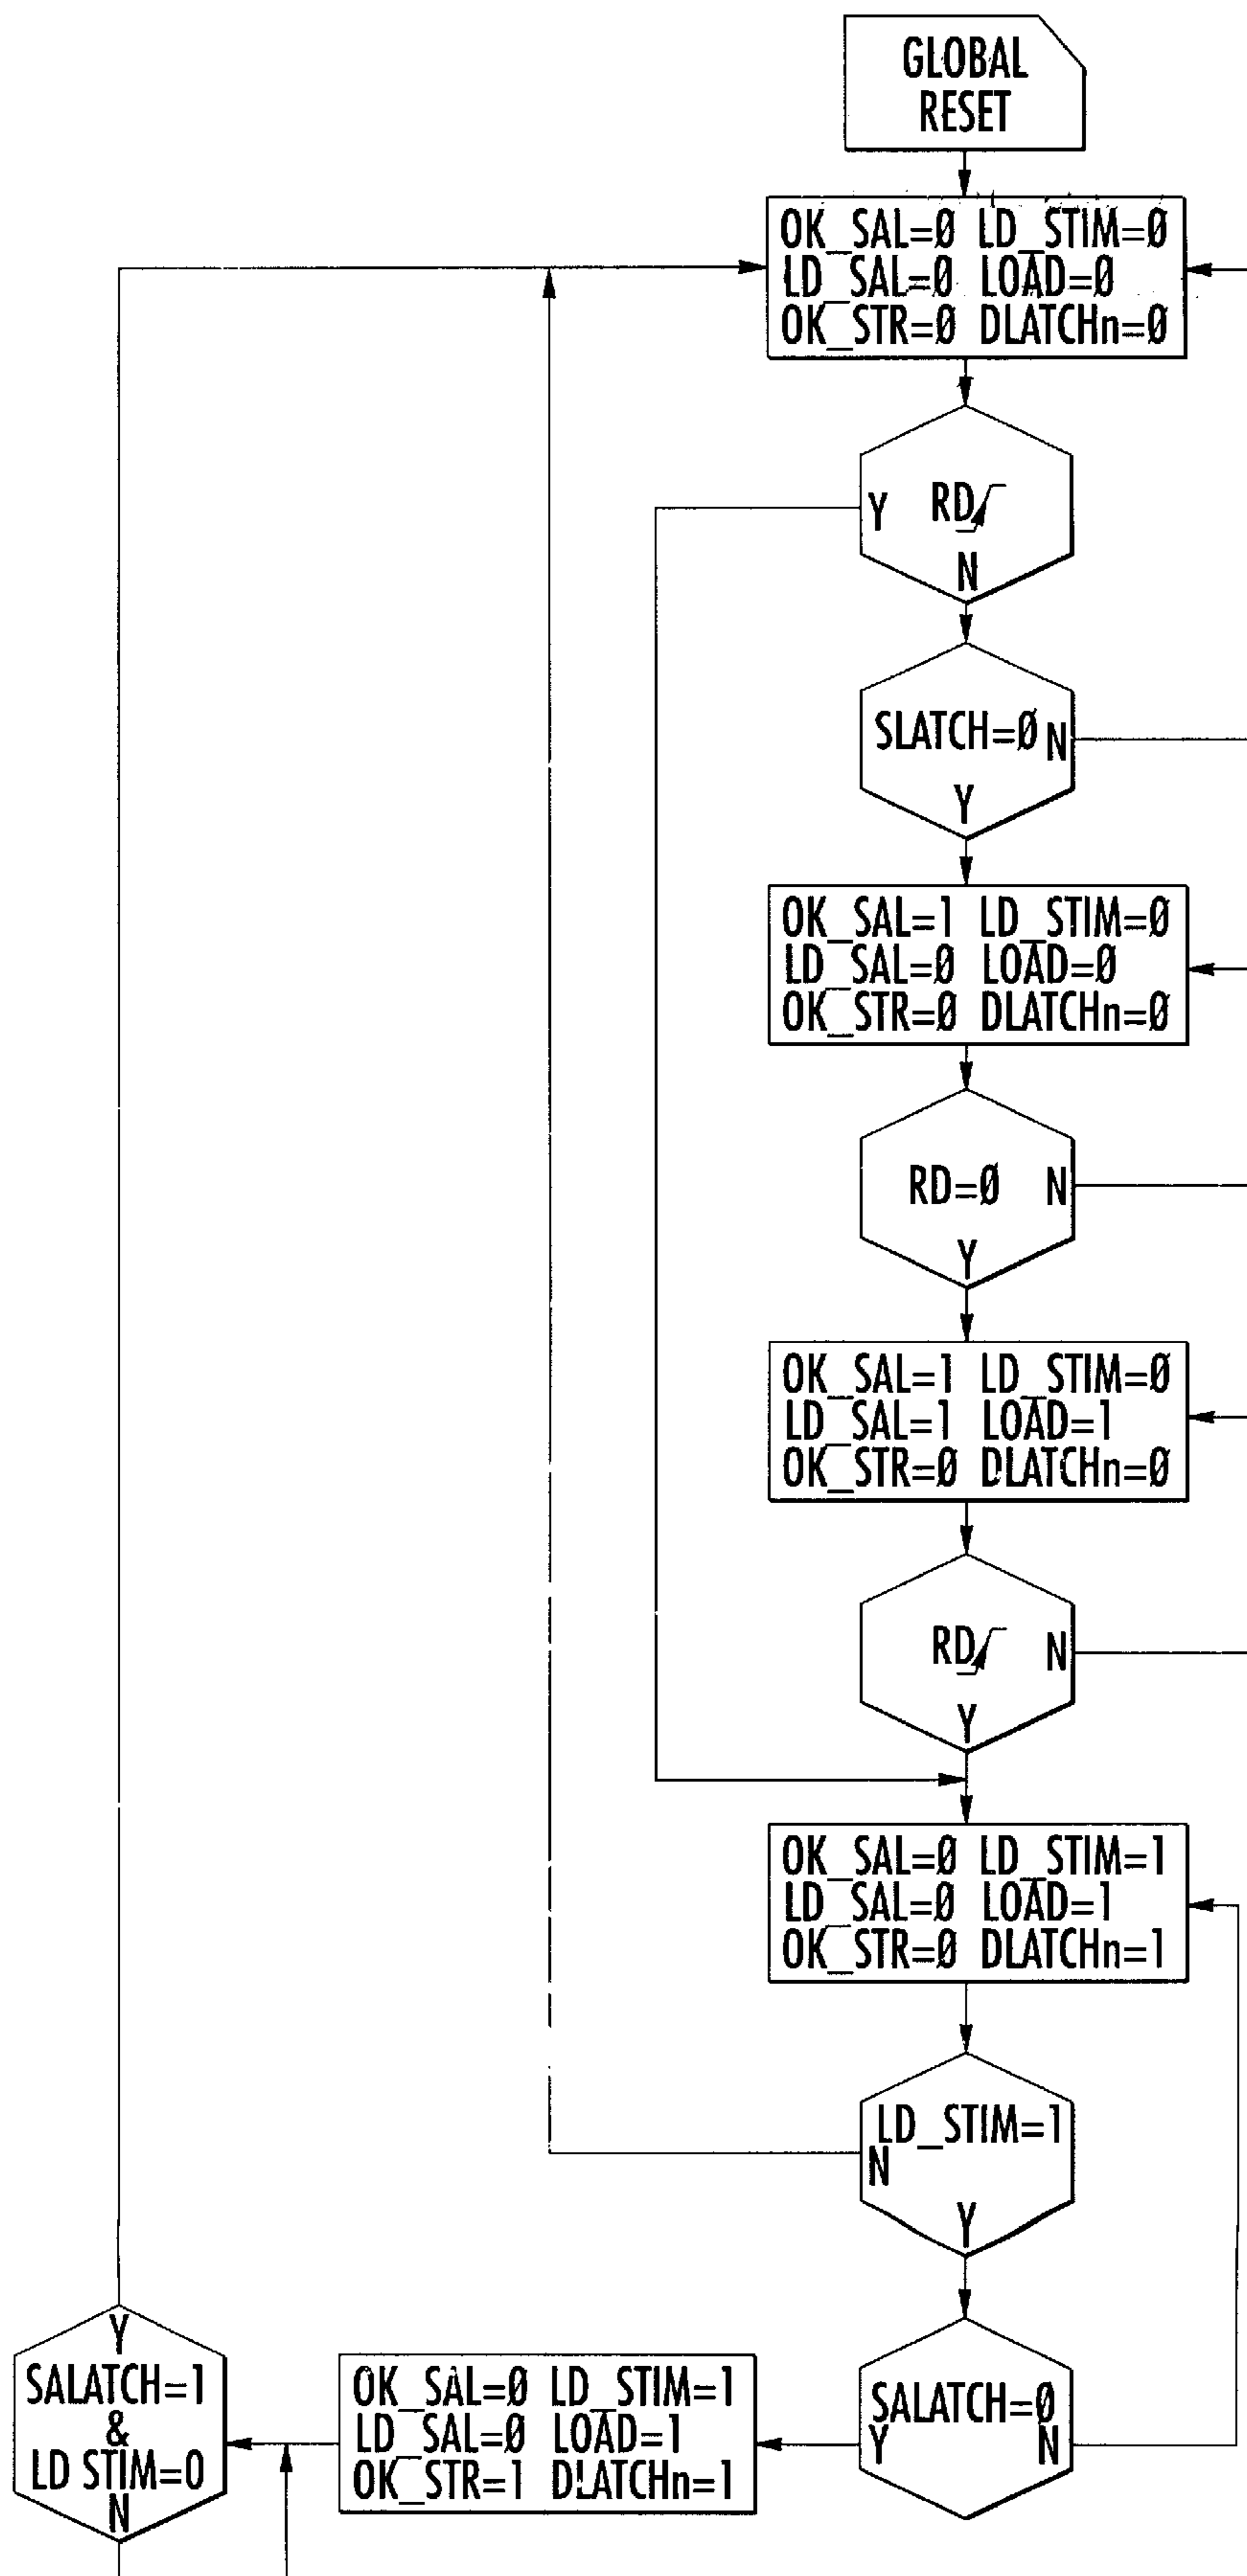 GLOBAL
RESET
OK_SAL=Ø LD_STIM=Ø
LD_SAL=Ø LOAD=Ø
OK_STR=Ø DLATCHn=Ø
RD
Y
N
SLATCH=Ø N
Y
OK_SAL=1 LD_STIM=Ø
LD_SAL=Ø LOAD=Ø
OK_STR=Ø DLATCHn=Ø
RD=Ø N
Y
OK_SAL=1 LD_STIM=Ø
LD_SAL=1 LOAD=1
OK_STR=Ø DLATCHn=Ø
RD N
Y
OK_SAL=Ø LD_STIM=1
LD_SAL=Ø LOAD=1
OK_STR=Ø DLATCHn=1
LD_STIM=1
N
Y
SALATCH=Ø
Y N
OK_SAL=Ø LD_STIM=1
LD_SAL=Ø LOAD=1
OK_STR=1 DLATCHn=1
Y
SALATCH=1
&
LD STIM=0
N